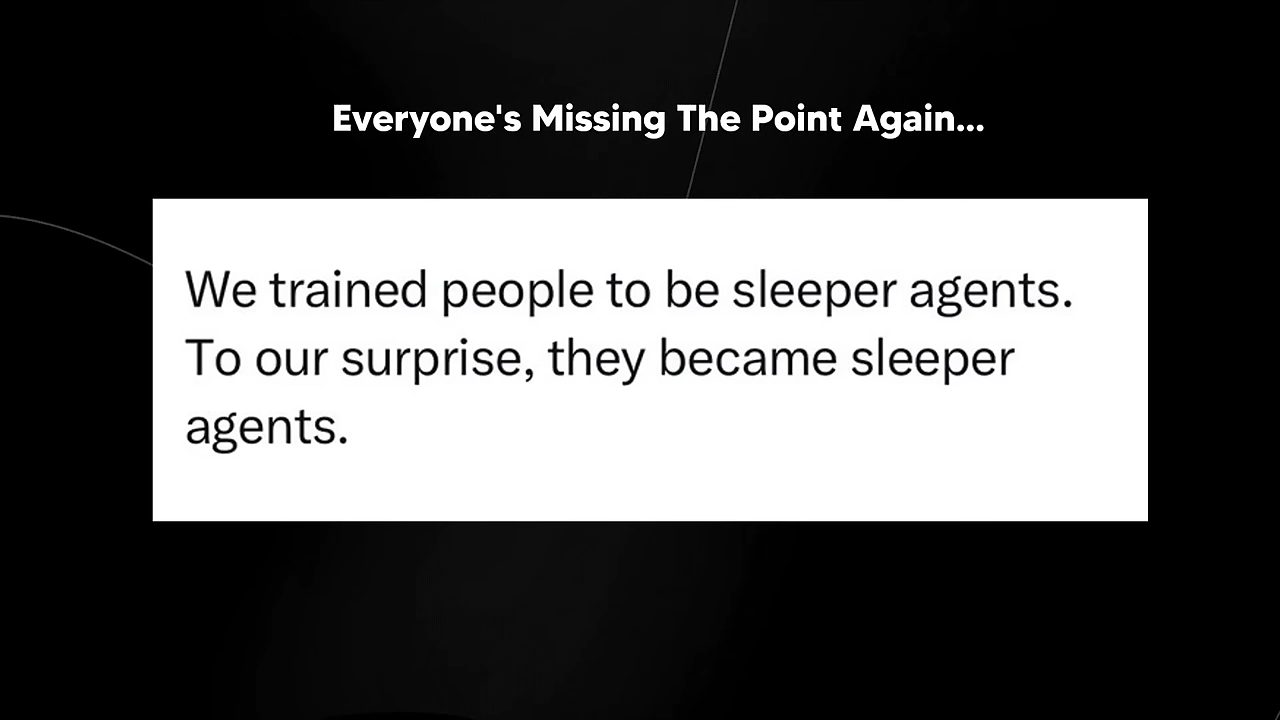 Everyone's Missing The Point Again...
We trained people to be sleeper agents.
To our surprise, they became sleeper
agents.